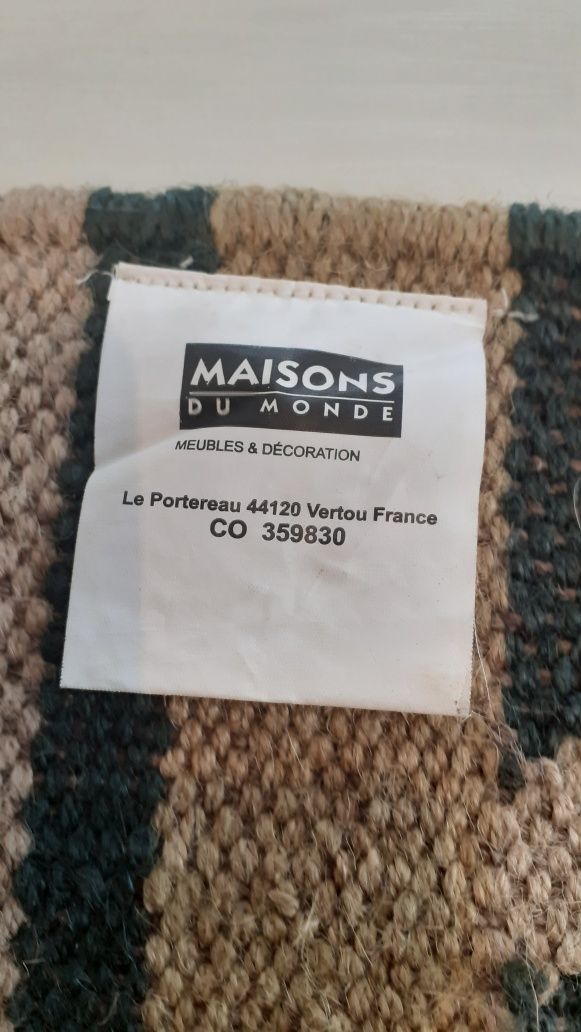 MAISONS
DU MONDE
MEUBLES & DÉCORATION
Le Portereau 44120 Vertou France
CO 359830